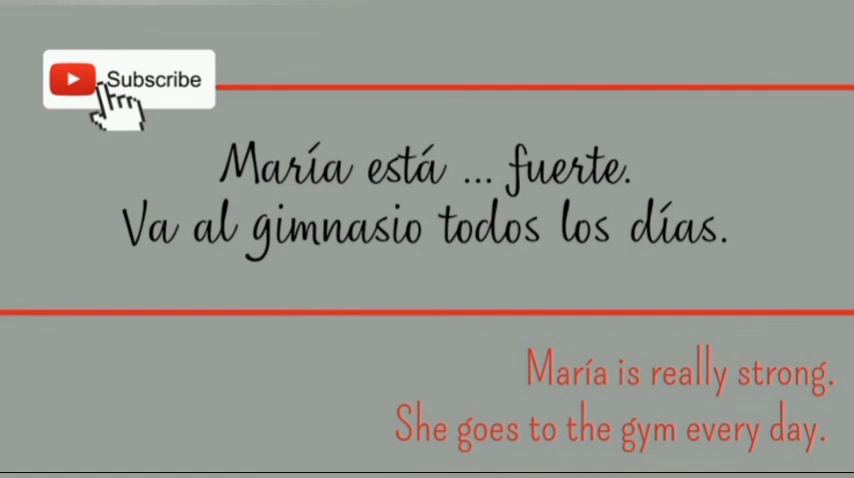 Subscribe
María está ... fuerte.
Va al gimnasio todos los días.
María is really strong.
She goes to the gym every day.